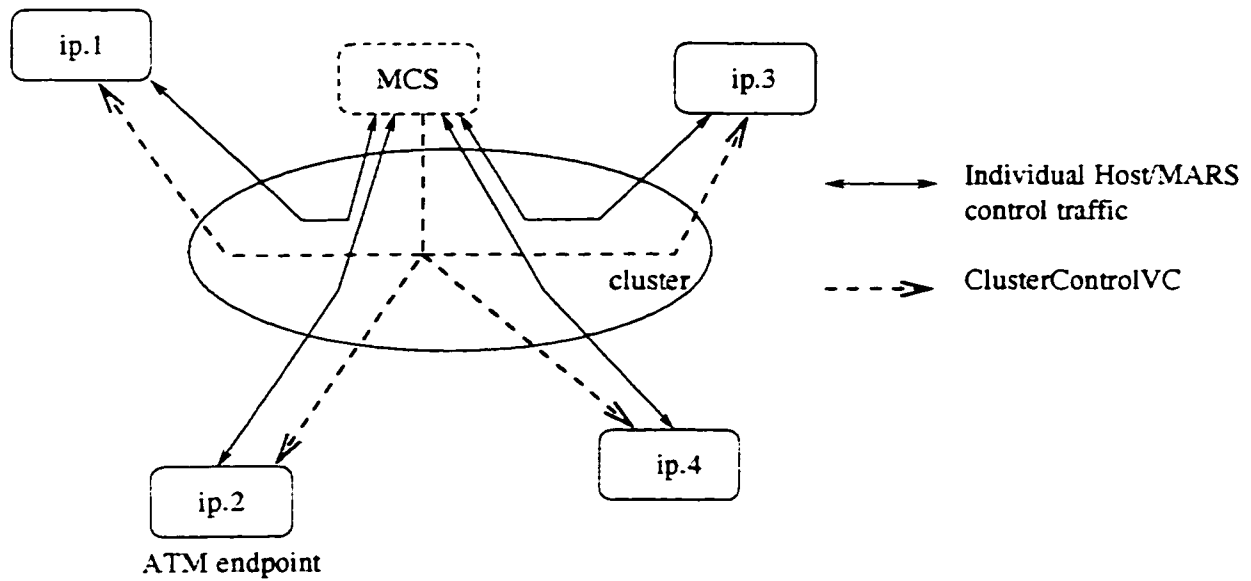 ip.1
MCS
ip.3
Individual Host/MARS
control traffic
cluster
ClusterControlVC
ip.4
ip.2
ATM endpoint